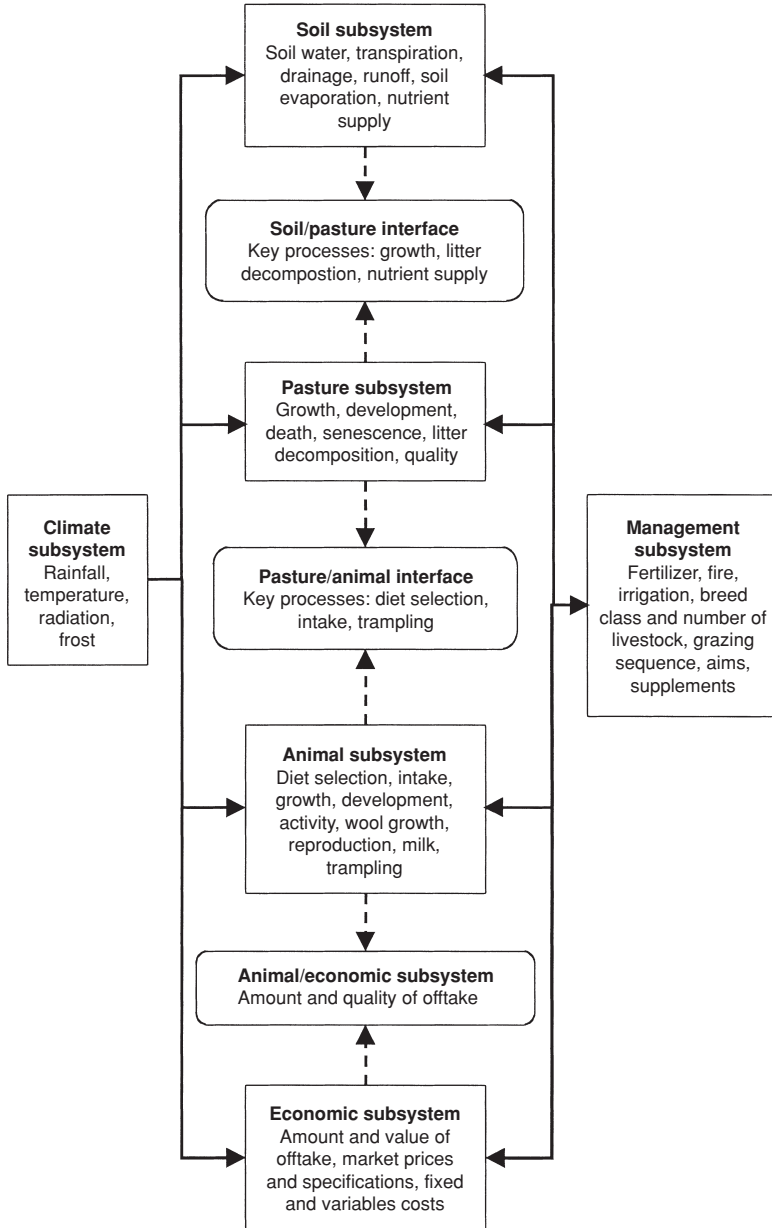 Soil subsystem
Soil water, transpiration,
drainage, runoff, soil
evaporation, nutrient
supply
Soil/pasture interface
Key processes: growth, litter
decompostion, nutrient supply
Pasture subsystem
Growth, development,
death, senescence, litter
decomposition, quality
Climate
subsystem
Rainfall,
temperature,
radiation,
frost
Pasture/animal interface
Key processes: diet selection,
intake, trampling
Management
subsystem
Fertilizer, fire,
irrigation, breed
class and number of
livestock, grazing
sequence, aims,
supplements
Animal subsystem
Diet selection, intake,
growth, development,
activity, wool growth,
reproduction, milk,
trampling
Animal/economic subsystem
Amount and quality of offtake
Economic subsystem
Amount and value of
offtake, market prices
and specifications, fixed
and variables costs